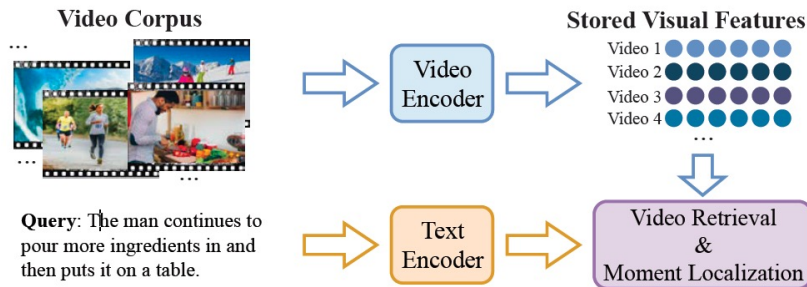 Video Corpus
...
...
...
Video
Encoder
Stored Visual Features
Video 1
Video 2
Video 3
Video 4
...
Query: The man continues to
pour more ingredients in and
then puts it on a table.
Text
Encoder
Video Retrieval
&
Moment Localization